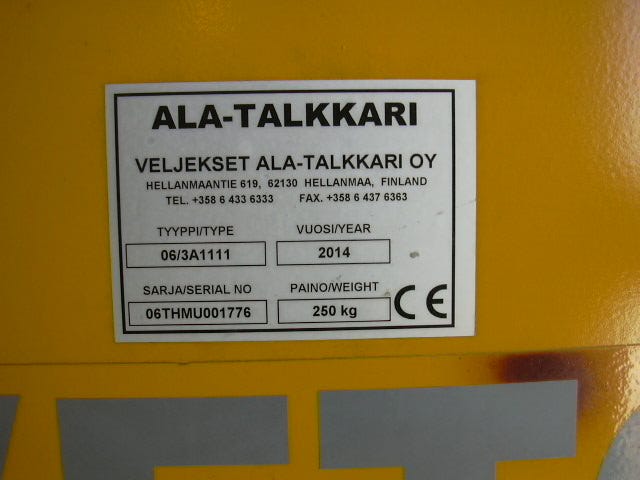 ALA-TALKKARI
VELJEKSET ALA-TALKKARI OY
HELLANMAANTIE 619, 62130 HELLANMAA, FINLAND
TEL. +358 6 433 6333 FAX. +358 6 437 6363
TYYPPI/TYPE VUOSI/YEAR
06/3A1111 2014
SARJA/SERIAL NO PAINO/WEIGHT
06THMU001776 250 kg CE